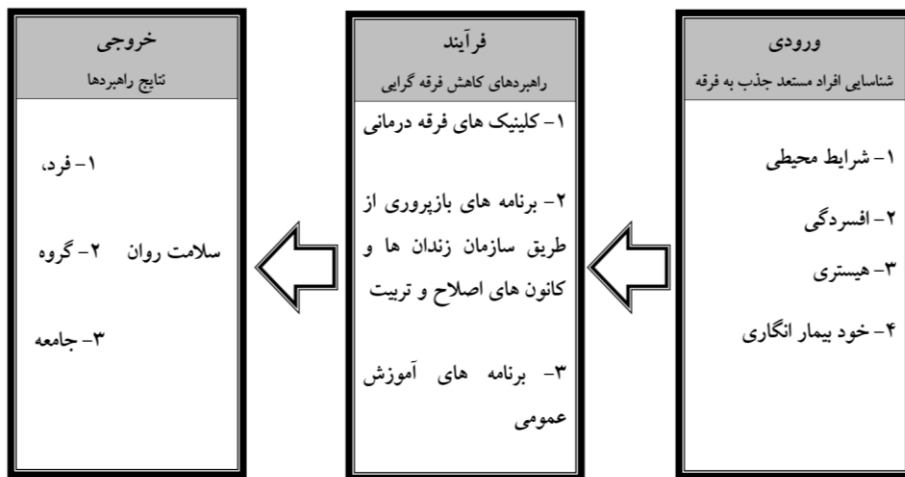 ورودی
شناسایی افراد مستعد جذب به فرقه
۱- شرایط محیطی
۲- افسردگی
۳- هیستری
۴- خود بیمار انگاری
فرآیند
راهبردهای کاهش فرقه گرایی
۱- کلینیک های فرقه درمانی
۲- برنامه های بازپروری از
طریق سازمان زندان ها و
کانون های اصلاح و تربیت
۳- برنامه های آموزش
عمومی
خروجی
نتایج راهبردها
۱- فرد،
سلامت روان ۲- گروه
۳- جامعه